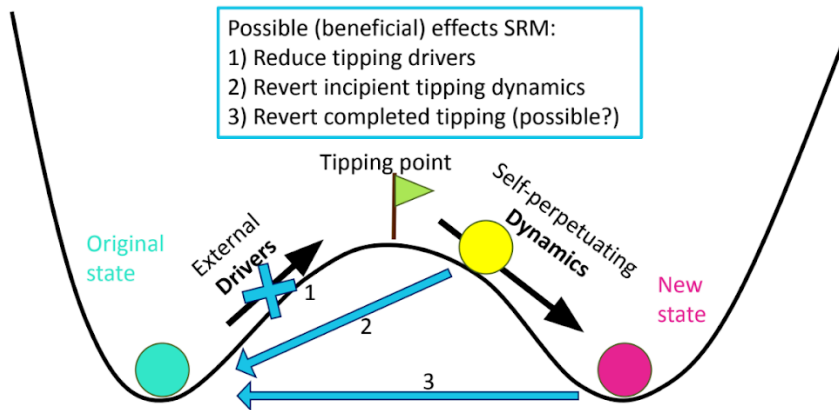 Possible (beneficial) effects SRM:
1) Reduce tipping drivers
2) Revert incipient tipping dynamics
3) Revert completed tipping (possible?)
Tipping point
Original
state
External
Drivers
1
2
3
Self-perpetuating
Dynamics
New
state